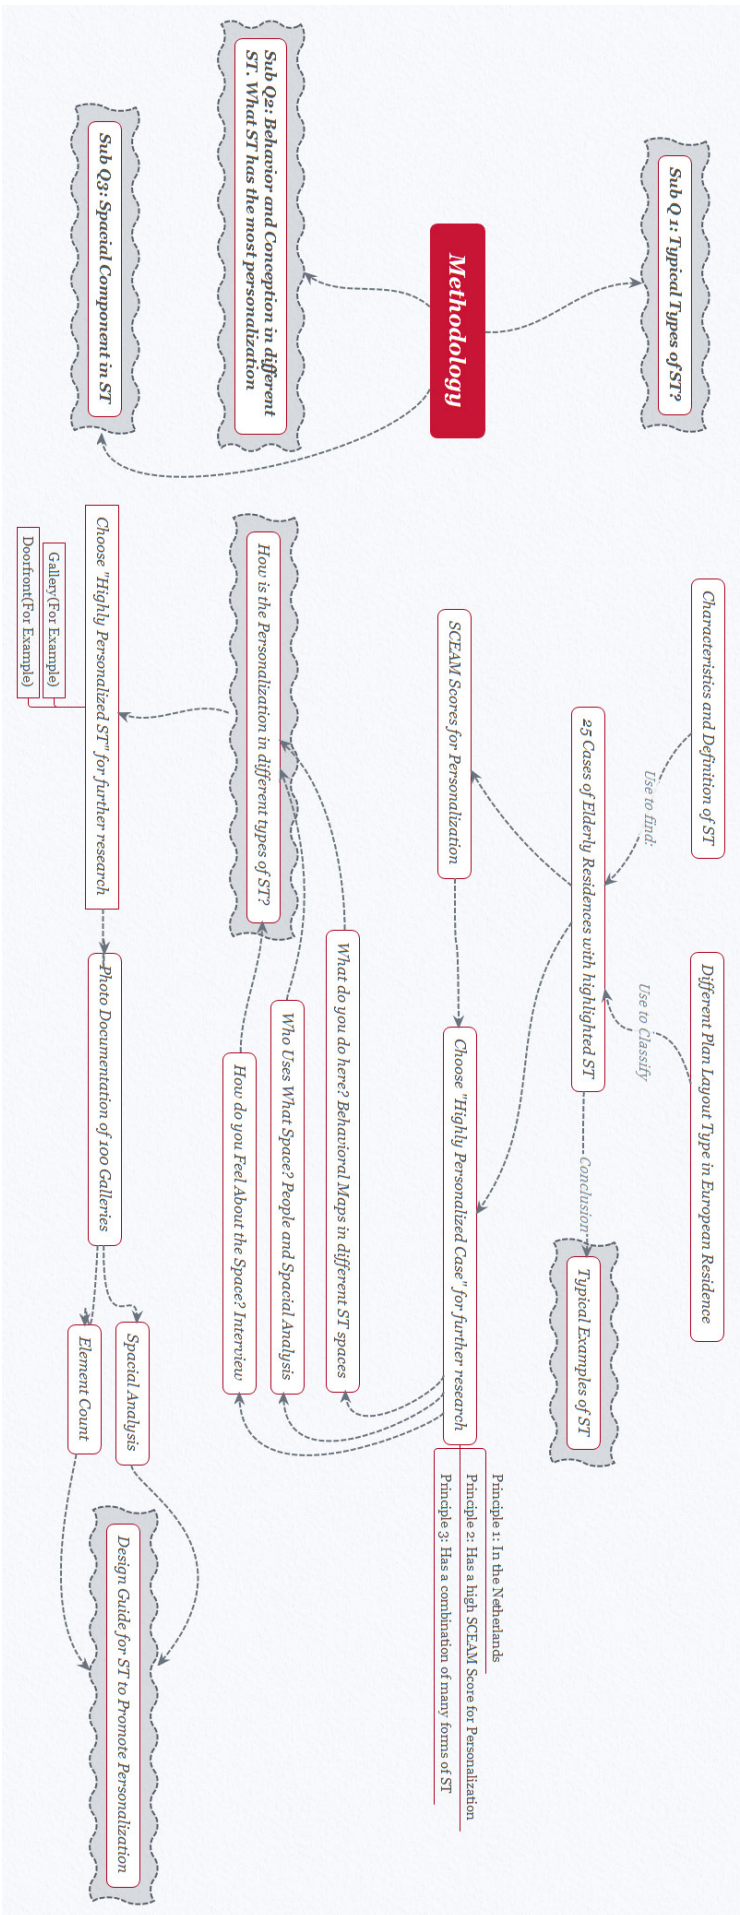 Methodology
Sub Q 1: Typical Types of ST?
Characteristics and Definition of ST
Different Plan Layout Type in European Residence
Use to find:
Use to Classify
25 Cases of Elderly Residences with highlighted ST
Conclusion
Typical Examples of ST
SCEAM Scores for Personalization
Choose "Highly Personalized Case" for further research
Principle 1: In the Netherlands
Principle 2: Has a high SCEAM Score for Personalization
Principle 3: Has a combination of many forms of ST
Sub Q2: Behavior and Conception in different
ST. What ST has the most personalization
What do you do here? Behavioral Maps in different ST spaces
Who Uses What Space? People and Spacial Analysis
How do you Feel About the Space? Interview
How is the Personalization in different types of ST?
Sub Q3: Spacial Component in ST
Choose "Highly Personalized ST" for further research
Gallery(For Example)
Doorfront(For Example)
Photo Documentation of 100 Galleries
Spacial Analysis
Element Count
Design Guide for ST to Promote Personalization